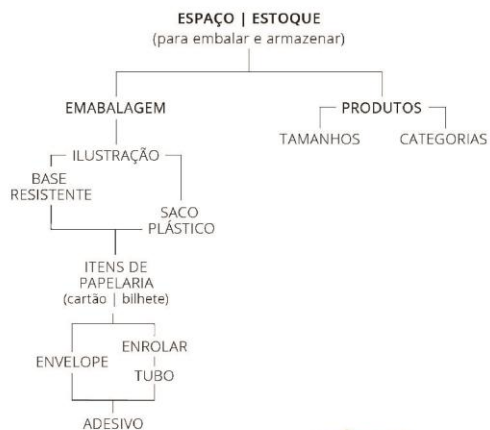 ESPAÇO | ESTOQUE
(para embalar e armazenar)
EMABALAGEM
PRODUTOS
TAMANHOS
CATEGORIAS
ILUSTRAÇÃO
BASE
RESISTENTE
SACO
PLÁSTICO
ITENS DE
PAPELARIA
(cartão | bilhete)
ENVELOPE
ENROLAR
TUBO
ADESIVO